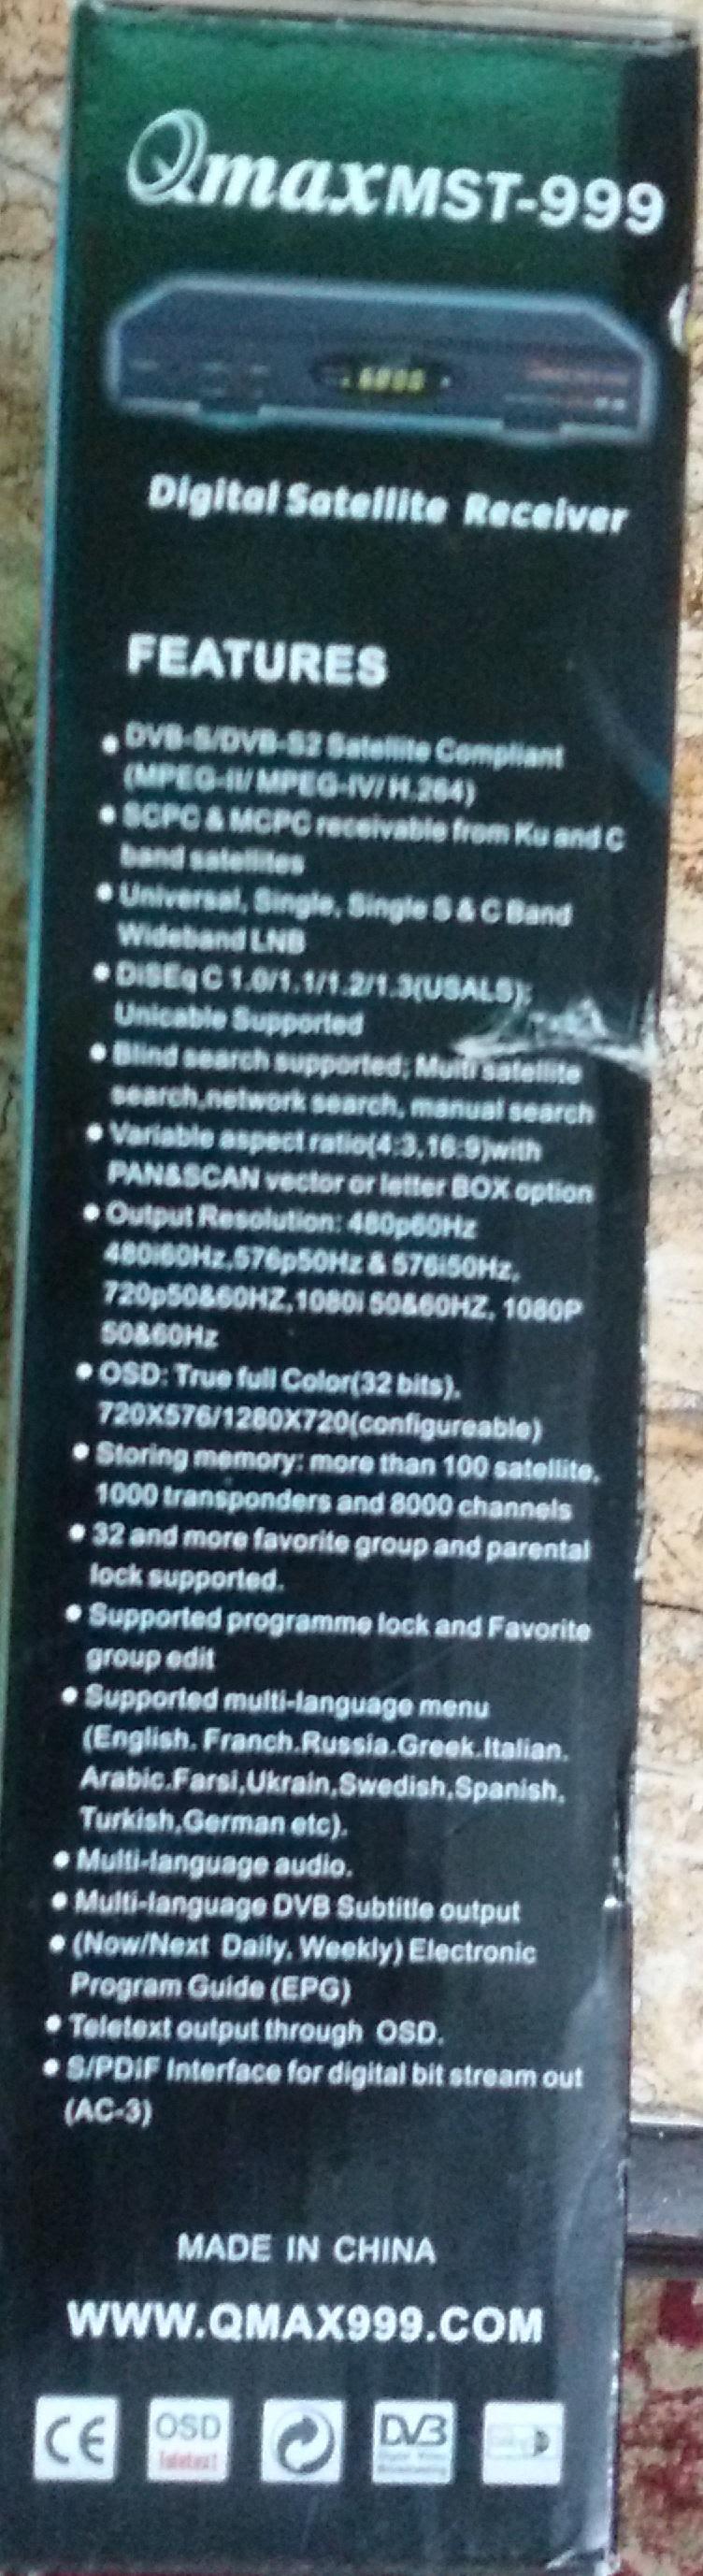 QmaxMST-999
Digital Satellite Receiver
FEATURES
• DVB-S/DVB-S2 Satellite Compliant
(MPEG-II/ MPEG-IV/ H.264)
• SCPC & MCPC receivable from Ku and C
band satellites
• Universal, Single, Single S & C Band
Wideband LNB
• DiSEq C 1.0/1.1/1.2/1.3(USALS);
Unicable Supported
• Blind search supported; Multi satellite
search,network search, manual search
• Variable aspect ratio(4:3,16:9)with
PAN&SCAN vector or letter BOX option
• Output Resolution: 480p60Hz
480i60Hz,576p50Hz & 576i50Hz,
720p50&60HZ,1080i 50&60HZ, 1080P
50&60Hz
• OSD: True full Color(32 bits),
720X576/1280X720(configureable)
• Storing memory: more than 100 satellite,
1000 transponders and 8000 channels
• 32 and more favorite group and parental
lock supported.
• Supported programme lock and Favorite
group edit
• Supported multi-language menu
(English. Franch.Russia.Greek.Italian.
Arabic.Farsi,Ukrain,Swedish,Spanish,
Turkish,German etc).
• Multi-language audio.
• Multi-language DVB Subtitle output
• (Now/Next Daily, Weekly) Electronic
Program Guide (EPG)
• Teletext output through OSD.
• S/PDIF Interface for digital bit stream out
(AC-3)
MADE IN CHINA
WWW.QMAX999.COM
CE OSD DVB
teletext Digital Video
Broadcasting